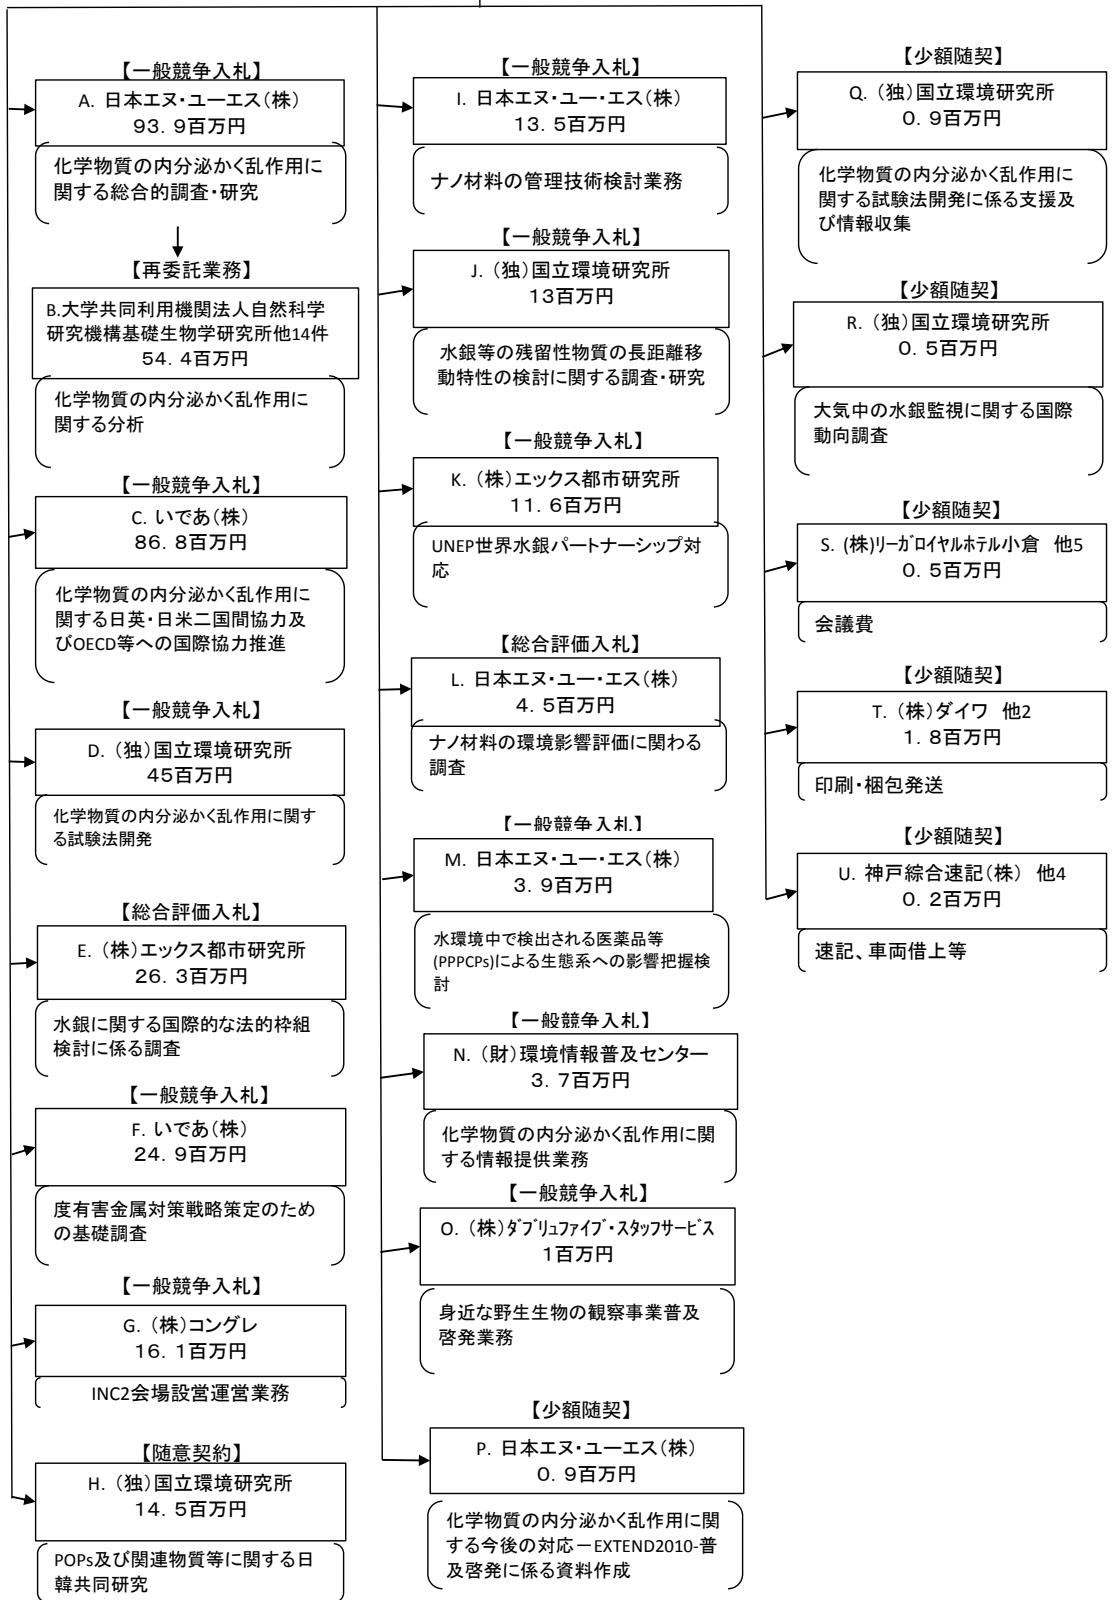 【一般競争入札】
A. 日本エヌ・ユーエス(株)
93. 9百万円
化学物質の内分泌かく乱作用に
関する総合的調査・研究
【再委託業務】
B.大学共同利用機関法人自然科学
研究機構基礎生物学研究所他14件
54. 4百万円
化学物質の内分泌かく乱作用に
関する分析
【一般競争入札】
C. いであ(株)
86. 8百万円
化学物質の内分泌かく乱作用に
関する日英・日米二国間協力及
びOECD等への国際協力推進
【一般競争入札】
D. (独)国立環境研究所
45百万円
化学物質の内分泌かく乱作用に関す
る試験法開発
【総合評価入札】
E. (株)エックス都市研究所
26. 3百万円
水銀に関する国際的な法的枠組
検討に係る調査
【一般競争入札】
F. いであ(株)
24. 9百万円
度有害金属対策戦略策定のため
の基礎調査
【一般競争入札】
G. (株)コングレ
16. 1百万円
INC2会場設営運営業務
【随意契約】
H. (独)国立環境研究所
14. 5百万円
POPs及び関連物質等に関する日
韓共同研究
【一般競争入札】
I. 日本エヌ・ユー・エス(株)
13. 5百万円
ナノ材料の管理技術検討業務
【一般競争入札】
J. (独)国立環境研究所
13百万円
水銀等の残留性物質の長距離移
動特性の検討に関する調査・研究
【一般競争入札】
K. (株)エックス都市研究所
11. 6百万円
UNEP世界水銀パートナーシップ対
応
【総合評価入札】
L. 日本エヌ・ユー・エス(株)
4. 5百万円
ナノ材料の環境影響評価に関わる
調査
【一般競争入札】
M. 日本エヌ・ユー・エス(株)
3. 9百万円
水環境中で検出される医薬品等
(PPPCPs)による生態系への影響把握検
討
【一般競争入札】
N. (財)環境情報普及センター
3. 7百万円
化学物質の内分泌かく乱作用に関
する情報提供業務
【一般競争入札】
O. (株)ダブリュファイブ・スタッフサービス
1百万円
身近な野生生物の観察事業普及
啓発業務
【少額随契】
P. 日本エヌ・ユーエス(株)
0. 9百万円
化学物質の内分泌かく乱作用に関
する今後の対応－EXTEND2010-普
及啓発に係る資料作成
【少額随契】
Q. (独)国立環境研究所
0. 9百万円
化学物質の内分泌かく乱作用に
関する試験法開発に係る支援及
び情報収集
【少額随契】
R. (独)国立環境研究所
0. 5百万円
大気中の水銀監視に関する国際
動向調査
【少額随契】
S. (株)リーガロイヤルホテル小倉 他5
0. 5百万円
会議費
【少額随契】
T. (株)ダイワ 他2
1. 8百万円
印刷・梱包発送
【少額随契】
U. 神戸綜合速記(株) 他4
0. 2百万円
速記、車両借上等